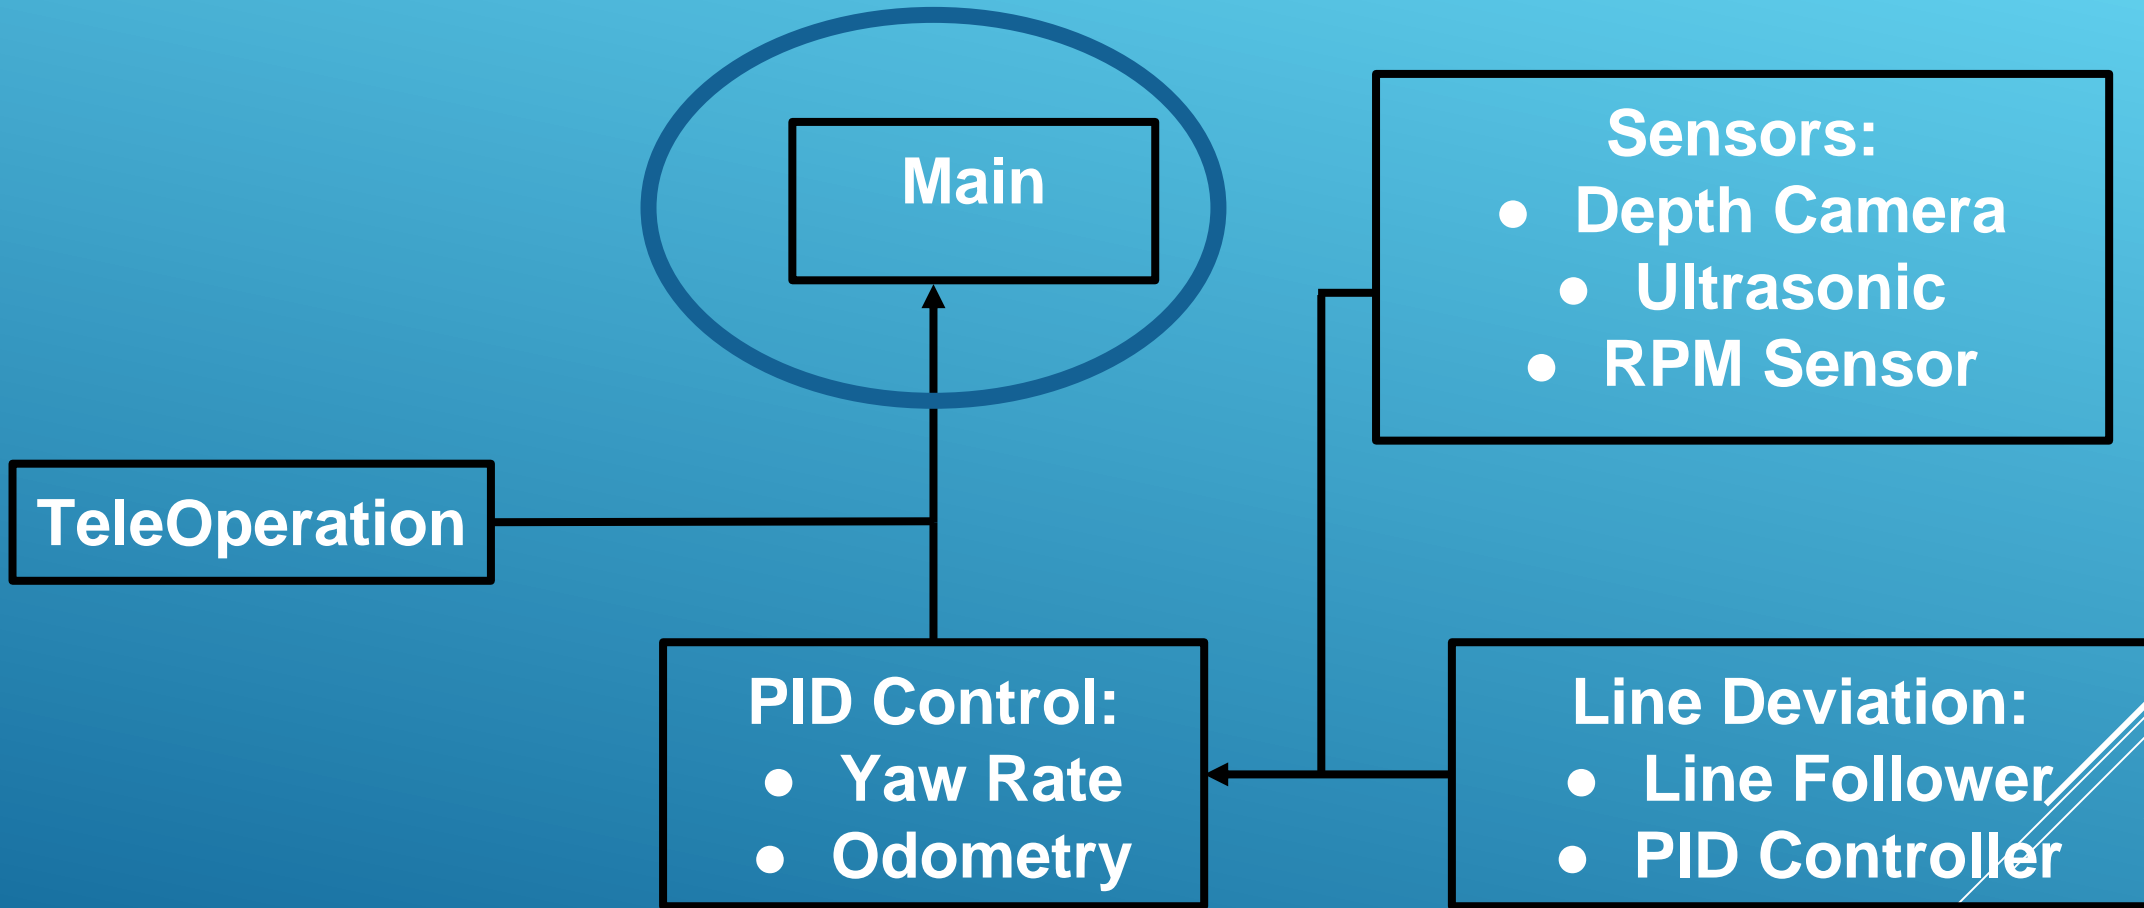 Main
Sensors:
● Depth Camera
● Ultrasonic
● RPM Sensor
TeleOperation
PID Control:
● Yaw Rate
● Odometry
Line Deviation:
● Line Follower
● PID Controller